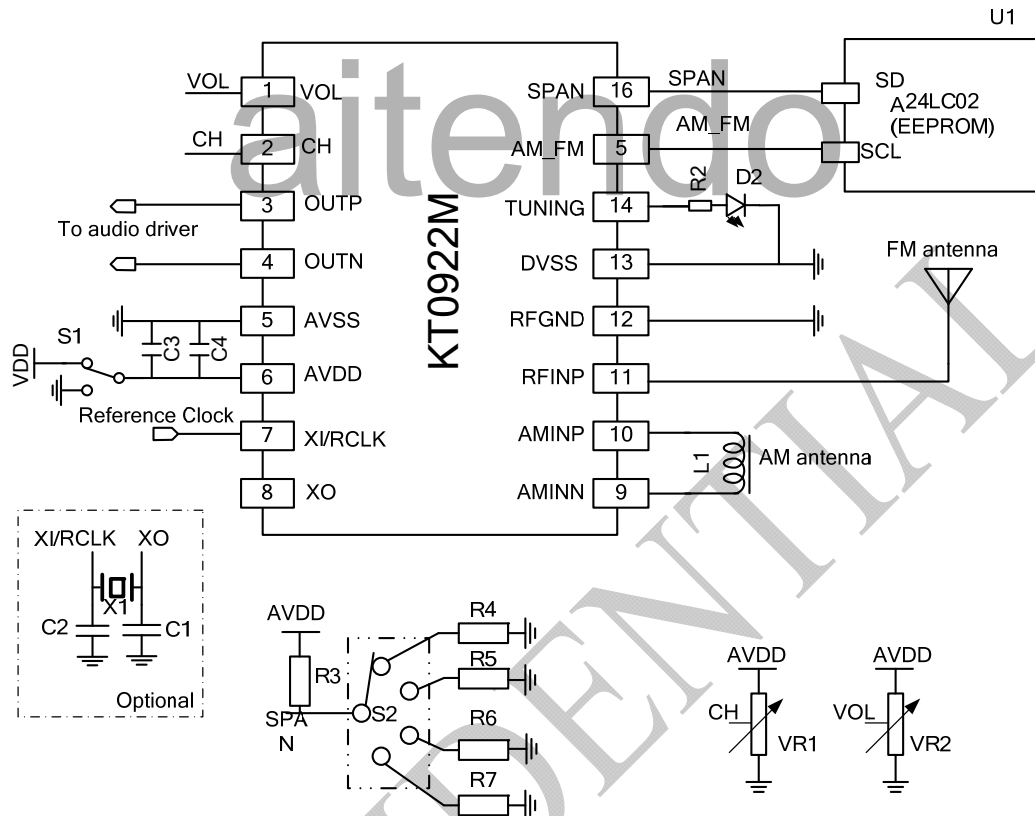 U1
aitendo
VOL 1 VOL
SPAN 16 SPAN
SD
A24LC02
(EEPROM)
CH 2 CH
AM_FM 5 AM_FM
SCL
3 OUTP
To audio driver
TUNING 14 R2 D2
4 OUTN
DVSS 13
FM antenna
KT0922M
5 AVSS
RFGND 12
S1 C3 C4
VDD
6 AVDD
RFINP 11
Reference Clock
7 XI/RCLK
AMINP 10
L1 AM antenna
8 XO
AMINN 9
XI/RCLK XO
X1
C2 C1
Optional
AVDD
R3
SPA
N
S2
R4
R5
R6
R7
AVDD
CH
VR1
AVDD
VOL
VR2
IDENTIAL